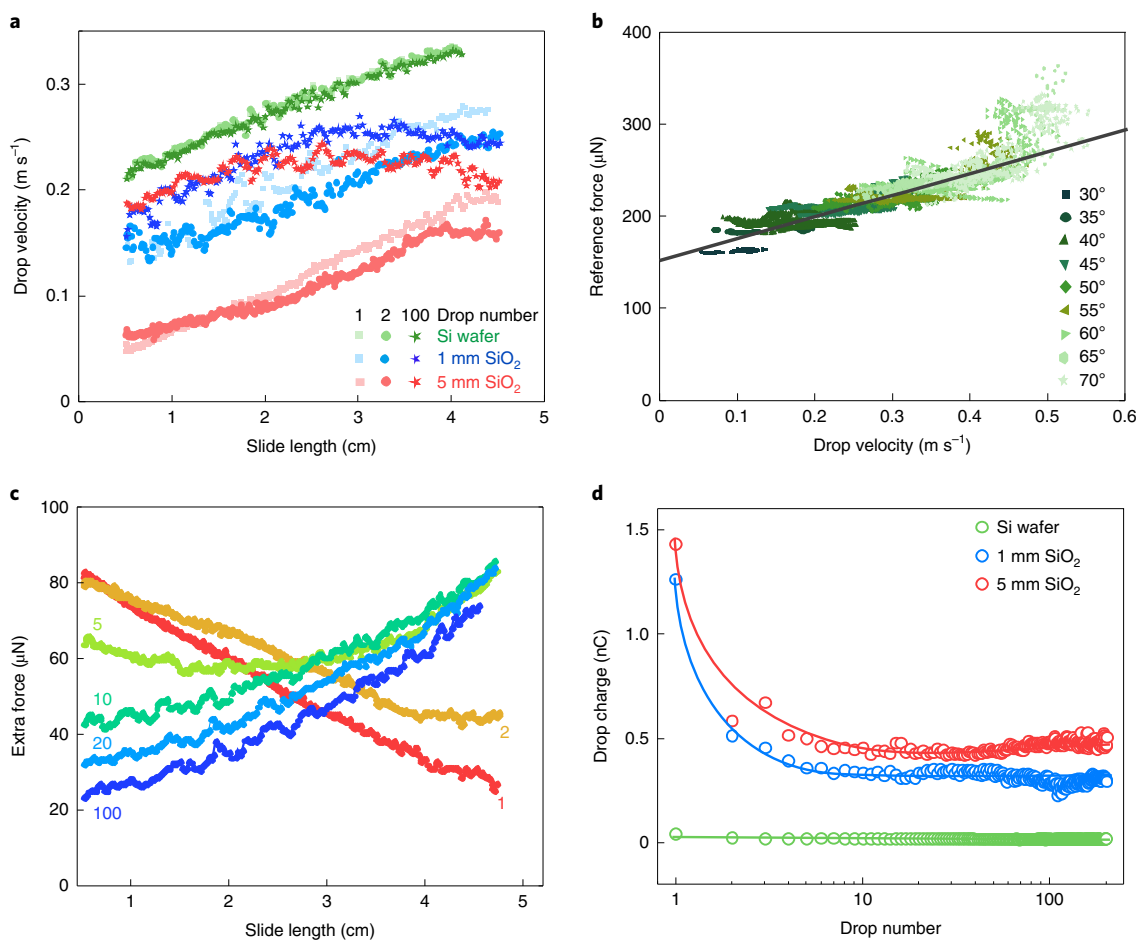 a
Drop velocity (m s⁻¹)
0.3
0.2
0.1
0
0 1 2 3 4 5
Slide length (cm)
1 2 100 Drop number
Si wafer
1 mm SiO₂
5 mm SiO₂
b
Reference force (μN)
400
300
200
100
0
0 0.1 0.2 0.3 0.4 0.5 0.6
Drop velocity (m s⁻¹)
30°
35°
40°
45°
50°
55°
60°
65°
70°
c
Extra force (μN)
100
80
60
40
20
0
1 2 3 4 5
Slide length (cm)
5
10
20
100
2
1
d
Drop charge (nC)
1.5
1.0
0.5
0
1 10 100
Drop number
Si wafer
1 mm SiO₂
5 mm SiO₂